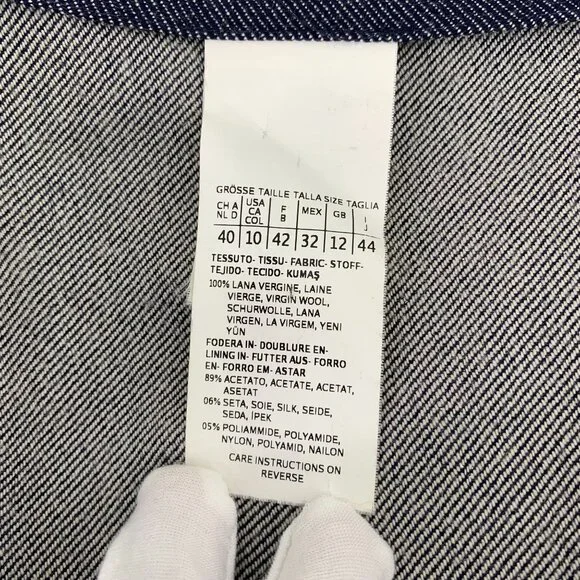 GRÖSSE TAILLE TALLA SIZE TAGLIA
CH A NL D USA CA COL F B MEX GB I J
40 10 42 32 12 44
TESSUTO- TISSU- FABRIC- STOFF-
TEJIDO- TECIDO- KUMAŞ
100% LANA VERGINE, LAINE
VIERGE, VIRGIN WOOL,
SCHURWOLLE, LANA
VIRGEN, LA VIRGEM, YENI
YÜN
FODERA IN- DOUBLURE EN-
LINING IN- FUTTER AUS- FORRO
EN- FORRO EM- ASTAR
89% ACETATO, ACETATE, ACETAT,
ASETAT
06% SETA, SOIE, SILK, SEIDE,
SEDA, İPEK
05% POLIAMMIDE, POLYAMIDE,
NYLON, POLYAMID, NAILON
CARE INSTRUCTIONS ON
REVERSE